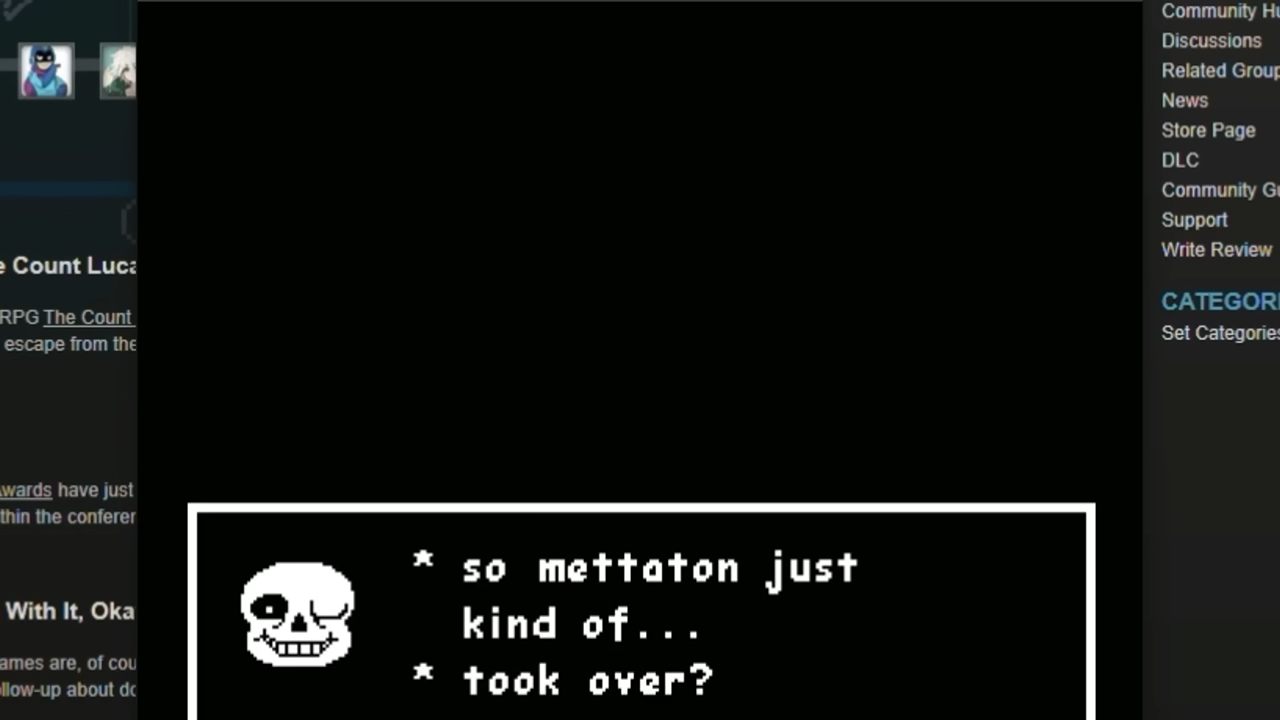 e Count Luca
RPG The Count
escape from the
Awards have just
thin the conferen
With It, Oka
ames are, of cou
llow-up about do
* so mettaton just
kind of...
* took over?
Community Hu
Discussions
Related Group
News
Store Page
DLC
Community Gu
Support
Write Review
CATEGORI
Set Categories